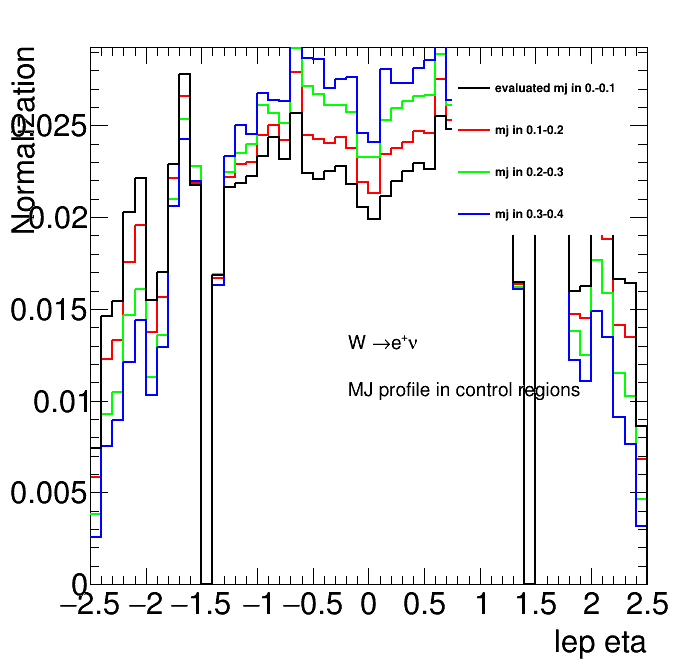 Normalization
evaluated mj in 0.-0.1
mj in 0.1-0.2
mj in 0.2-0.3
mj in 0.3-0.4
0.025
0.02
0.015
0.01
0.005
0
W →e⁺ν
MJ profile in control regions
−2.5 −2 −1.5 −1 −0.5 0 0.5 1 1.5 2 2.5
lep eta